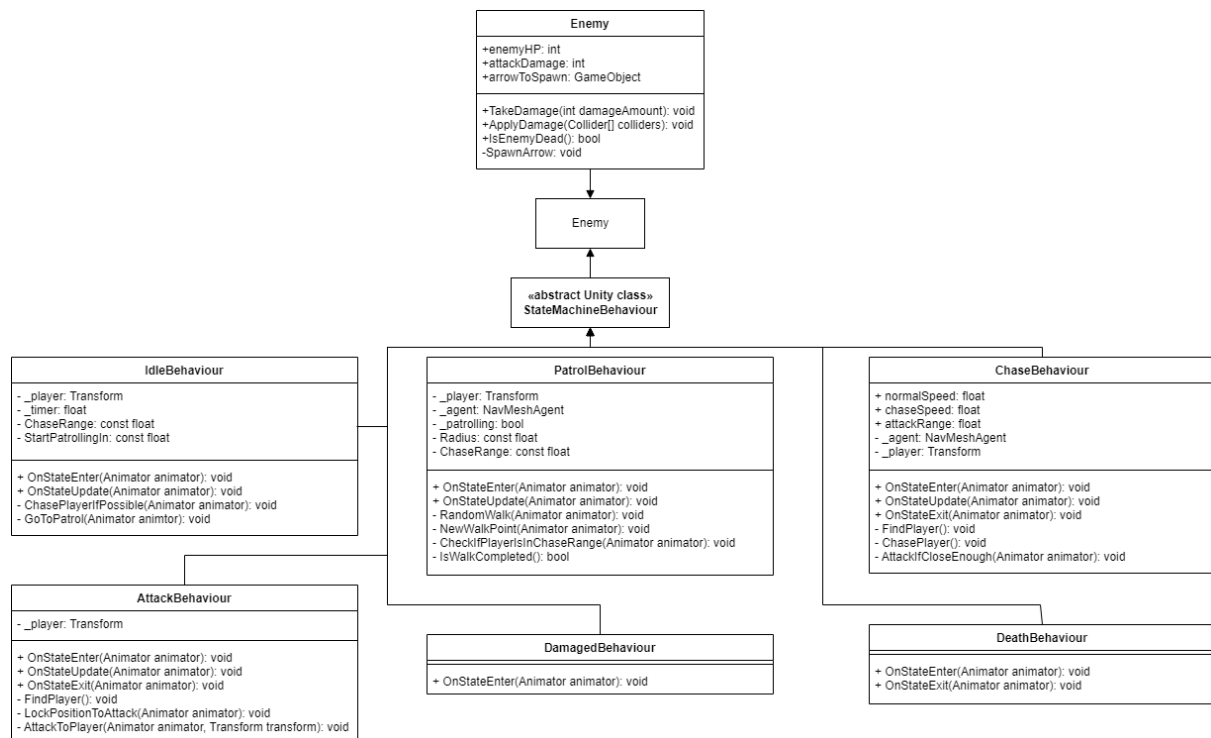 Enemy
+enemyHP: int
+attackDamage: int
+arrowToSpawn: GameObject
+TakeDamage(int damageAmount): void
+ApplyDamage(Collider[] colliders): void
+IsEnemyDead(): bool
-SpawnArrow: void
Enemy
«abstract Unity class»
StateMachineBehaviour
IdleBehaviour
- _player: Transform
- _timer: float
- ChaseRange: const float
- StartPatrollingIn: const float
+ OnStateEnter(Animator animator): void
+ OnStateUpdate(Animator animator): void
- ChasePlayerIfPossible(Animator animator): void
- GoToPatrol(Animator animtor): void
PatrolBehaviour
- _player: Transform
- _agent: NavMeshAgent
- _patrolling: bool
- Radius: const float
- ChaseRange: const float
+ OnStateEnter(Animator animator): void
+ OnStateUpdate(Animator animator): void
- RandomWalk(Animator animator): void
- NewWalkPoint(Animator animator): void
- CheckIfPlayerIsInChaseRange(Animator animator): void
- IsWalkCompleted(): bool
ChaseBehaviour
+ normalSpeed: float
+ chaseSpeed: float
+ attackRange: float
- _agent: NavMeshAgent
- _player: Transform
+ OnStateEnter(Animator animator): void
+ OnStateUpdate(Animator animator): void
+ OnStateExit(Animator animator): void
- FindPlayer(): void
- ChasePlayer(): void
- AttackIfCloseEnough(Animator animator): void
AttackBehaviour
- _player: Transform
+ OnStateEnter(Animator animator): void
+ OnStateUpdate(Animator animator): void
+ OnStateExit(Animator animator): void
- FindPlayer(): void
- LockPositionToAttack(Animator animator): void
- AttackToPlayer(Animator animator, Transform transform): void
DamagedBehaviour
+ OnStateEnter(Animator animator): void
DeathBehaviour
+ OnStateEnter(Animator animator): void
+ OnStateExit(Animator animator): void